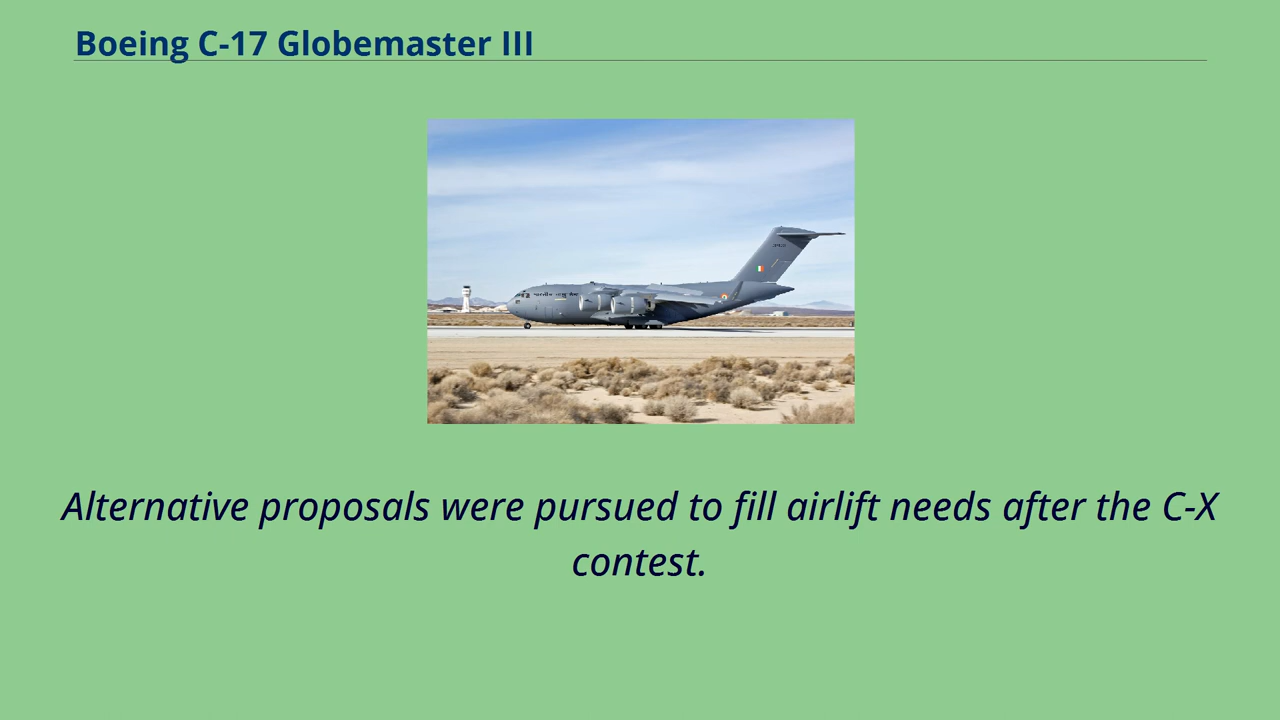 Boeing C-17 Globemaster III
Alternative proposals were pursued to fill airlift needs after the C-X
contest.